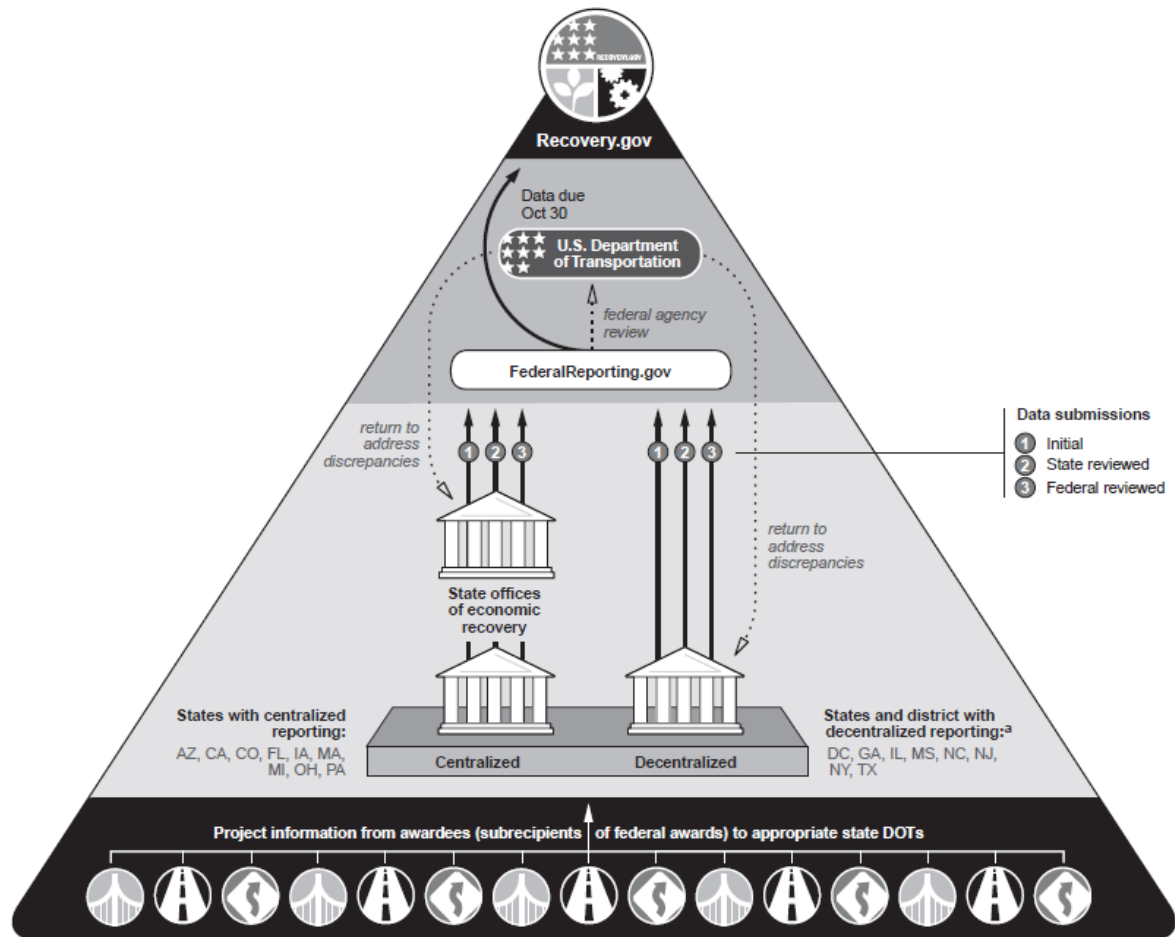 RECOVERY.GOV
Recovery.gov
Data due
Oct 30
U.S. Department
of Transportation
federal agency
review
FederalReporting.gov
return to
address
discrepancies
1 2 3
1 2 3
Data submissions
1 Initial
2 State reviewed
3 Federal reviewed
return to
address
discrepancies
State offices
of economic
recovery
States with centralized
reporting:
AZ, CA, CO, FL, IA, MA,
MI, OH, PA
Centralized
Decentralized
States and district with
decentralized reporting:a
DC, GA, IL, MS, NC, NJ,
NY, TX
Project information from awardees (subrecipients of federal awards) to appropriate state DOTs